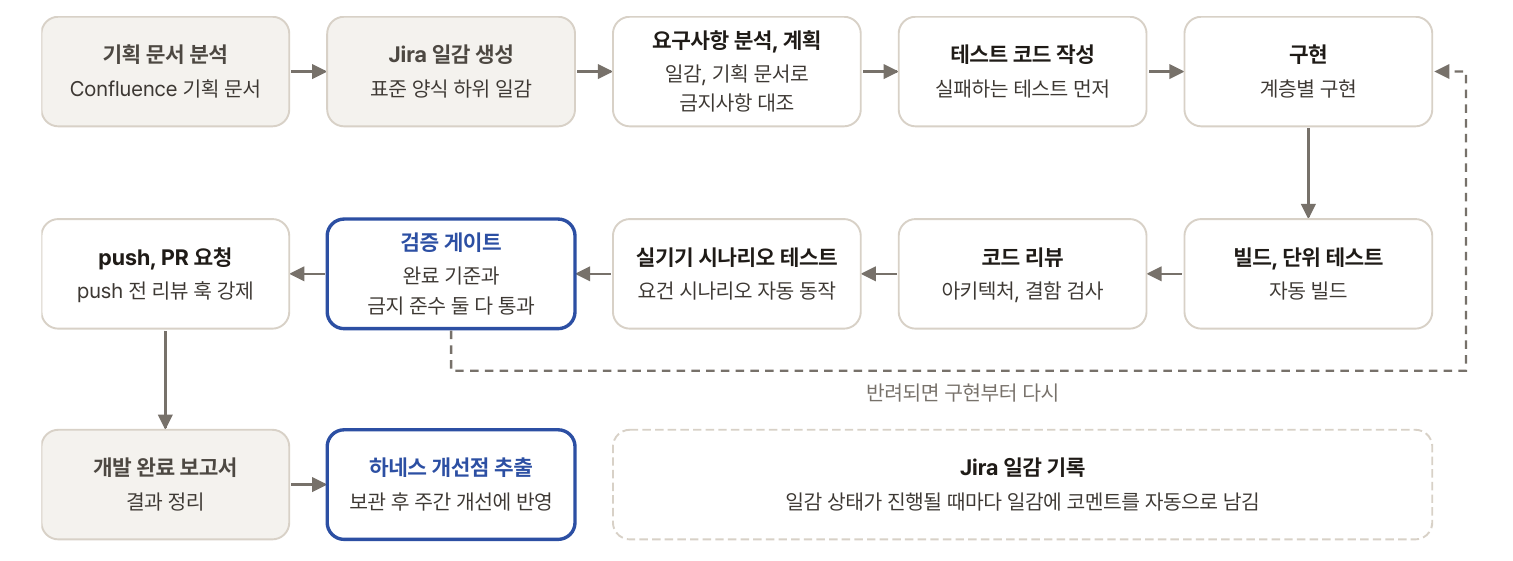 기획 문서 분석
Confluence 기획 문서
Jira 일감 생성
표준 양식 하위 일감
요구사항 분석, 계획
일감, 기획 문서로
금지사항 대조
테스트 코드 작성
실패하는 테스트 먼저
구현
계층별 구현
push, PR 요청
push 전 리뷰 훅 강제
검증 게이트
완료 기준과
금지 준수 둘 다 통과
실기기 시나리오 테스트
요건 시나리오 자동 동작
코드 리뷰
아키텍처, 결함 검사
빌드, 단위 테스트
자동 빌드
반려되면 구현부터 다시
개발 완료 보고서
결과 정리
하네스 개선점 추출
보관 후 주간 개선에 반영
Jira 일감 기록
일감 상태가 진행될 때마다 일감에 코멘트를 자동으로 남김